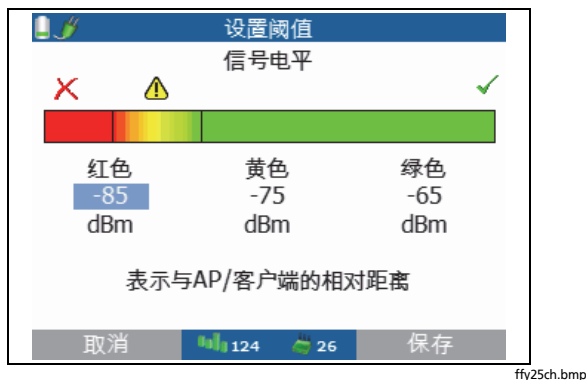 设置阈值
信号电平
红色 黄色 绿色
-85 -75 -65
dBm dBm dBm
表示与AP/客户端的相对距离
取消 124 26 保存
ffy25ch.bmp